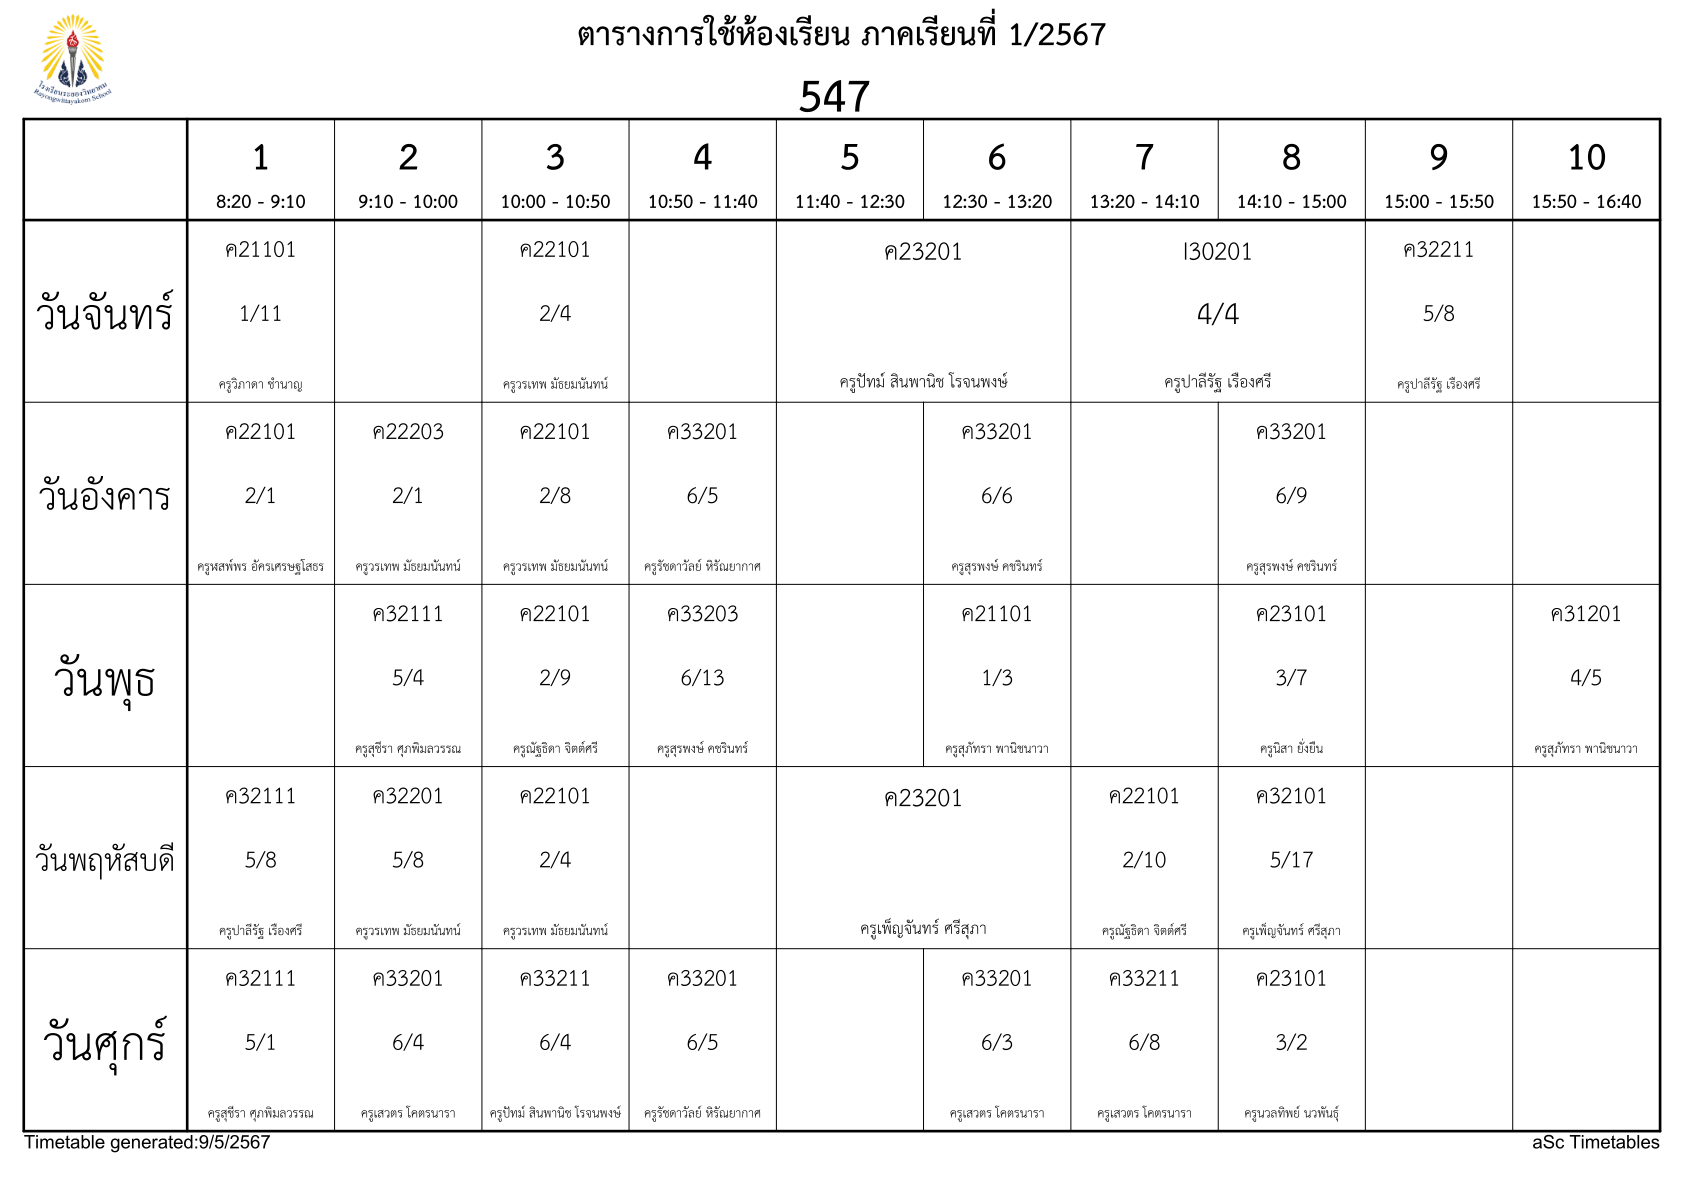 ตารางการใช้ห้องเรียน ภาคเรียนที่ 1/2567
โรงเรียนระยองวิทยาคม
Rayongwittayakom School
547
1 2 3 4 5 6 7 8 9 10
8:20 - 9:10 9:10 - 10:00 10:00 - 10:50 10:50 - 11:40 11:40 - 12:30 12:30 - 13:20 13:20 - 14:10 14:10 - 15:00 15:00 - 15:50 15:50 - 16:40
วันจันทร์
ค21101 ค22101 ค23201 I30201 ค32211
1/11 2/4 4/4 5/8
ครูวิภาดา ชำนาญ ครูวรเทพ มัธยมนันทน์ ครูปัทม์ สินพานิช โรจนพงษ์ ครูปาลีรัฐ เรืองศรี ครูปาลีรัฐ เรืองศรี
วันอังคาร
ค22101 ค22203 ค22101 ค33201 ค33201 ค33201
2/1 2/1 2/8 6/5 6/6 6/9
ครูพสพ์พร อัครเศรษฐโสธร ครูวรเทพ มัธยมนันทน์ ครูวรเทพ มัธยมนันทน์ ครูรัชดาวัลย์ หิรัณยากาศ ครูสุรพงษ์ คชรินทร์ ครูสุรพงษ์ คชรินทร์
วันพุธ
ค32111 ค22101 ค33203 ค21101 ค23101 ค31201
5/4 2/9 6/13 1/3 3/7 4/5
ครูสุชีรา ศุภพิมลวรรณ ครูณัฐธิดา จิตต์ศรี ครูสุรพงษ์ คชรินทร์ ครูสุภัทรา พานิชนาวา ครูนิสา ยั่งยืน ครูสุภัทรา พานิชนาวา
วันพฤหัสบดี
ค32111 ค32201 ค22101 ค23201 ค22101 ค32101
5/8 5/8 2/4 2/10 5/17
ครูปาลีรัฐ เรืองศรี ครูวรเทพ มัธยมนันทน์ ครูวรเทพ มัธยมนันทน์ ครูเพ็ญจันทร์ ศรีสุภา ครูณัฐธิดา จิตต์ศรี ครูเพ็ญจันทร์ ศรีสุภา
วันศุกร์
ค32111 ค33201 ค33211 ค33201 ค33201 ค33211 ค23101
5/1 6/4 6/4 6/5 6/3 6/8 3/2
ครูสุชีรา ศุภพิมลวรรณ ครูเสวตร โคตรนารา ครูปัทม์ สินพานิช โรจนพงษ์ ครูรัชดาวัลย์ หิรัณยากาศ ครูเสวตร โคตรนารา ครูเสวตร โคตรนารา ครูนวลทิพย์ นวพันธุ์
Timetable generated:9/5/2567 aSc Timetables